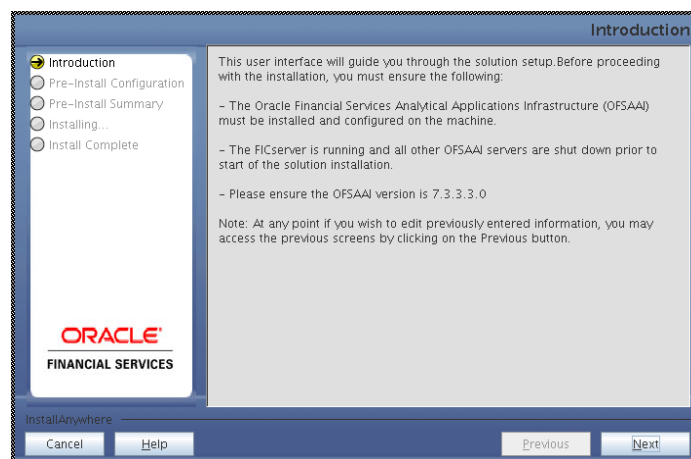 Introduction
Introduction
Pre-Install Configuration
Pre-Install Summary
Installing...
Install Complete
This user interface will guide you through the solution setup.Before proceeding
with the installation, you must ensure the following:
- The Oracle Financial Services Analytical Applications Infrastructure (OFSAAI)
must be installed and configured on the machine.
- The FICserver is running and all other OFSAAI servers are shut down prior to
start of the solution installation.
- Please ensure the OFSAAI version is 7.3.3.3.0
Note: At any point if you wish to edit previously entered information, you may
access the previous screens by clicking on the Previous button.
ORACLE
FINANCIAL SERVICES
InstallAnywhere
Cancel Help Previous Next